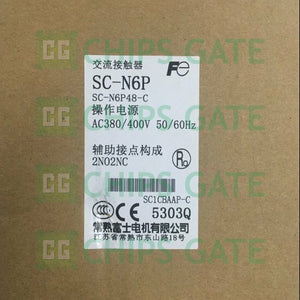 CHIPS GATE
交流接触器
Fe
SC-N6P
SC-N6P48-C
操作电源
AC380/400V 50/60Hz
辅助接点构成
2NO2NC
SC1CBAAP-C
CCC 5303Q
常熟富士电机有限公司
江苏省常熟市东山路18号